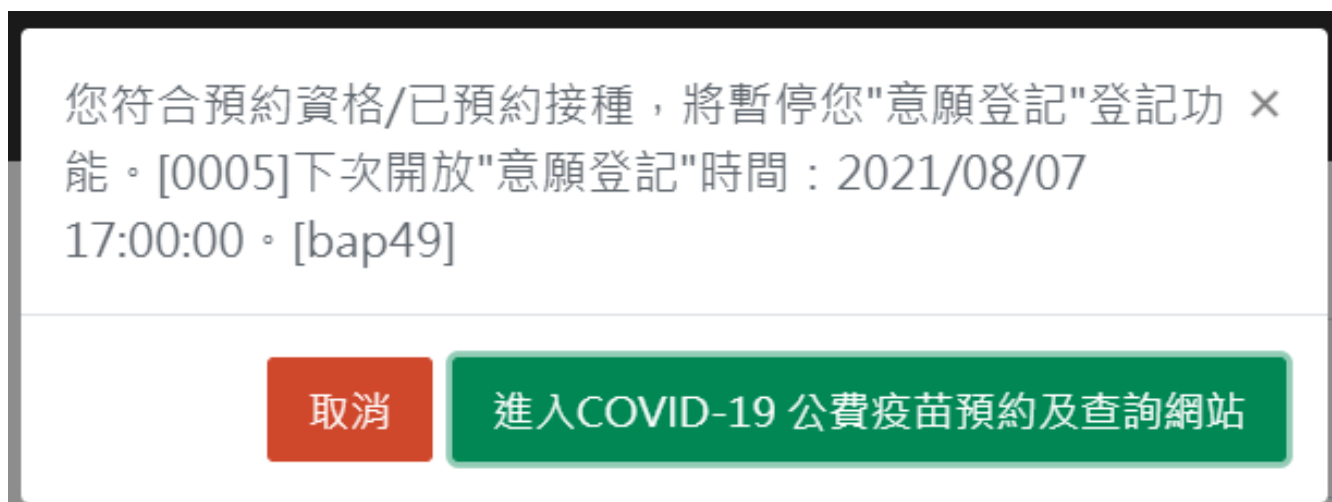 您符合預約資格/已預約接種，將暫停您"意願登記"登記功 ×
能。[0005]下次開放"意願登記"時間：2021/08/07
17:00:00。[bap49]
取消 進入COVID-19 公費疫苗預約及查詢網站